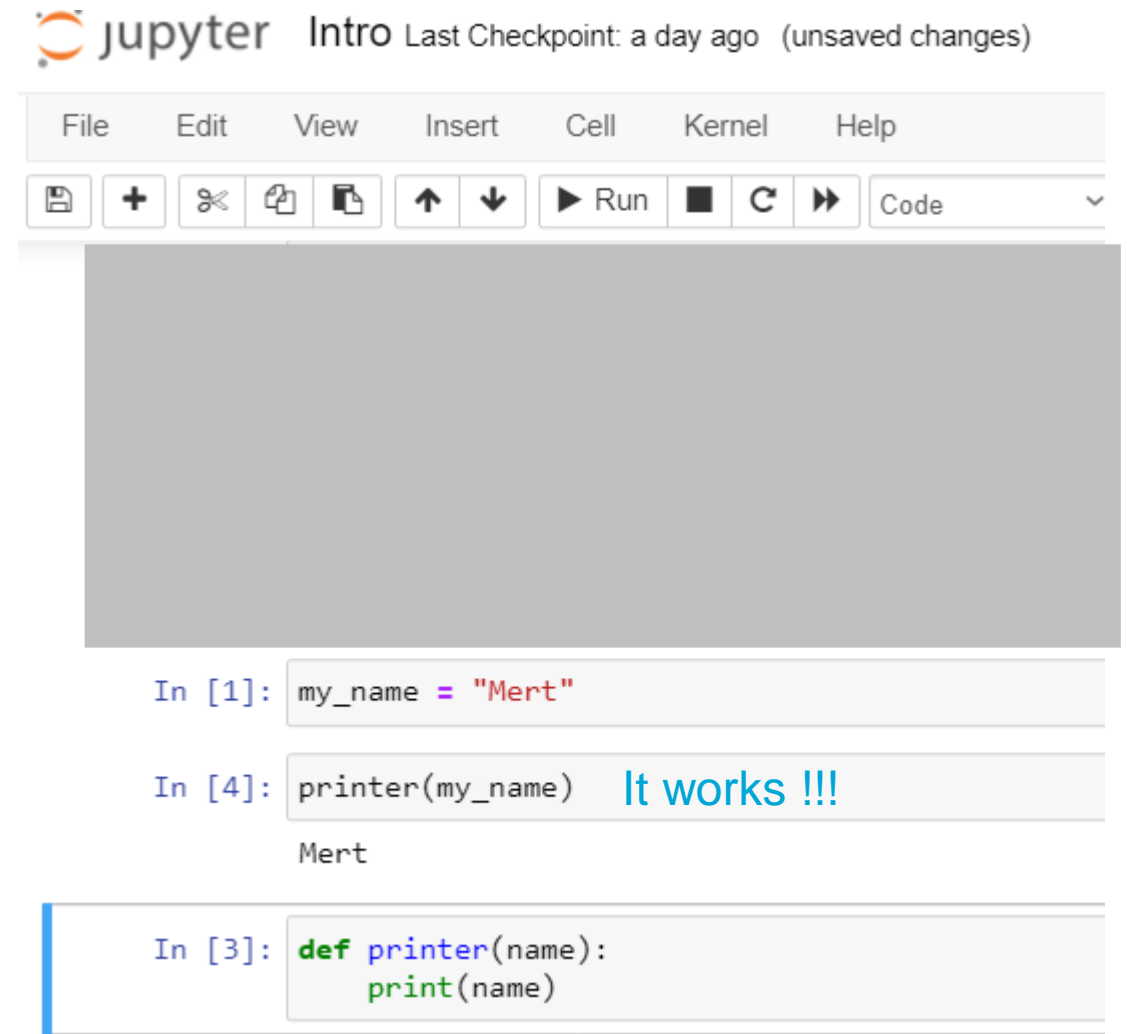 jupyter Intro Last Checkpoint: a day ago (unsaved changes)
File Edit View Insert Cell Kernel Help
Run Code
In [1]: my_name = "Mert"
In [4]: printer(my_name) It works !!!
Mert
In [3]: def printer(name):
print(name)